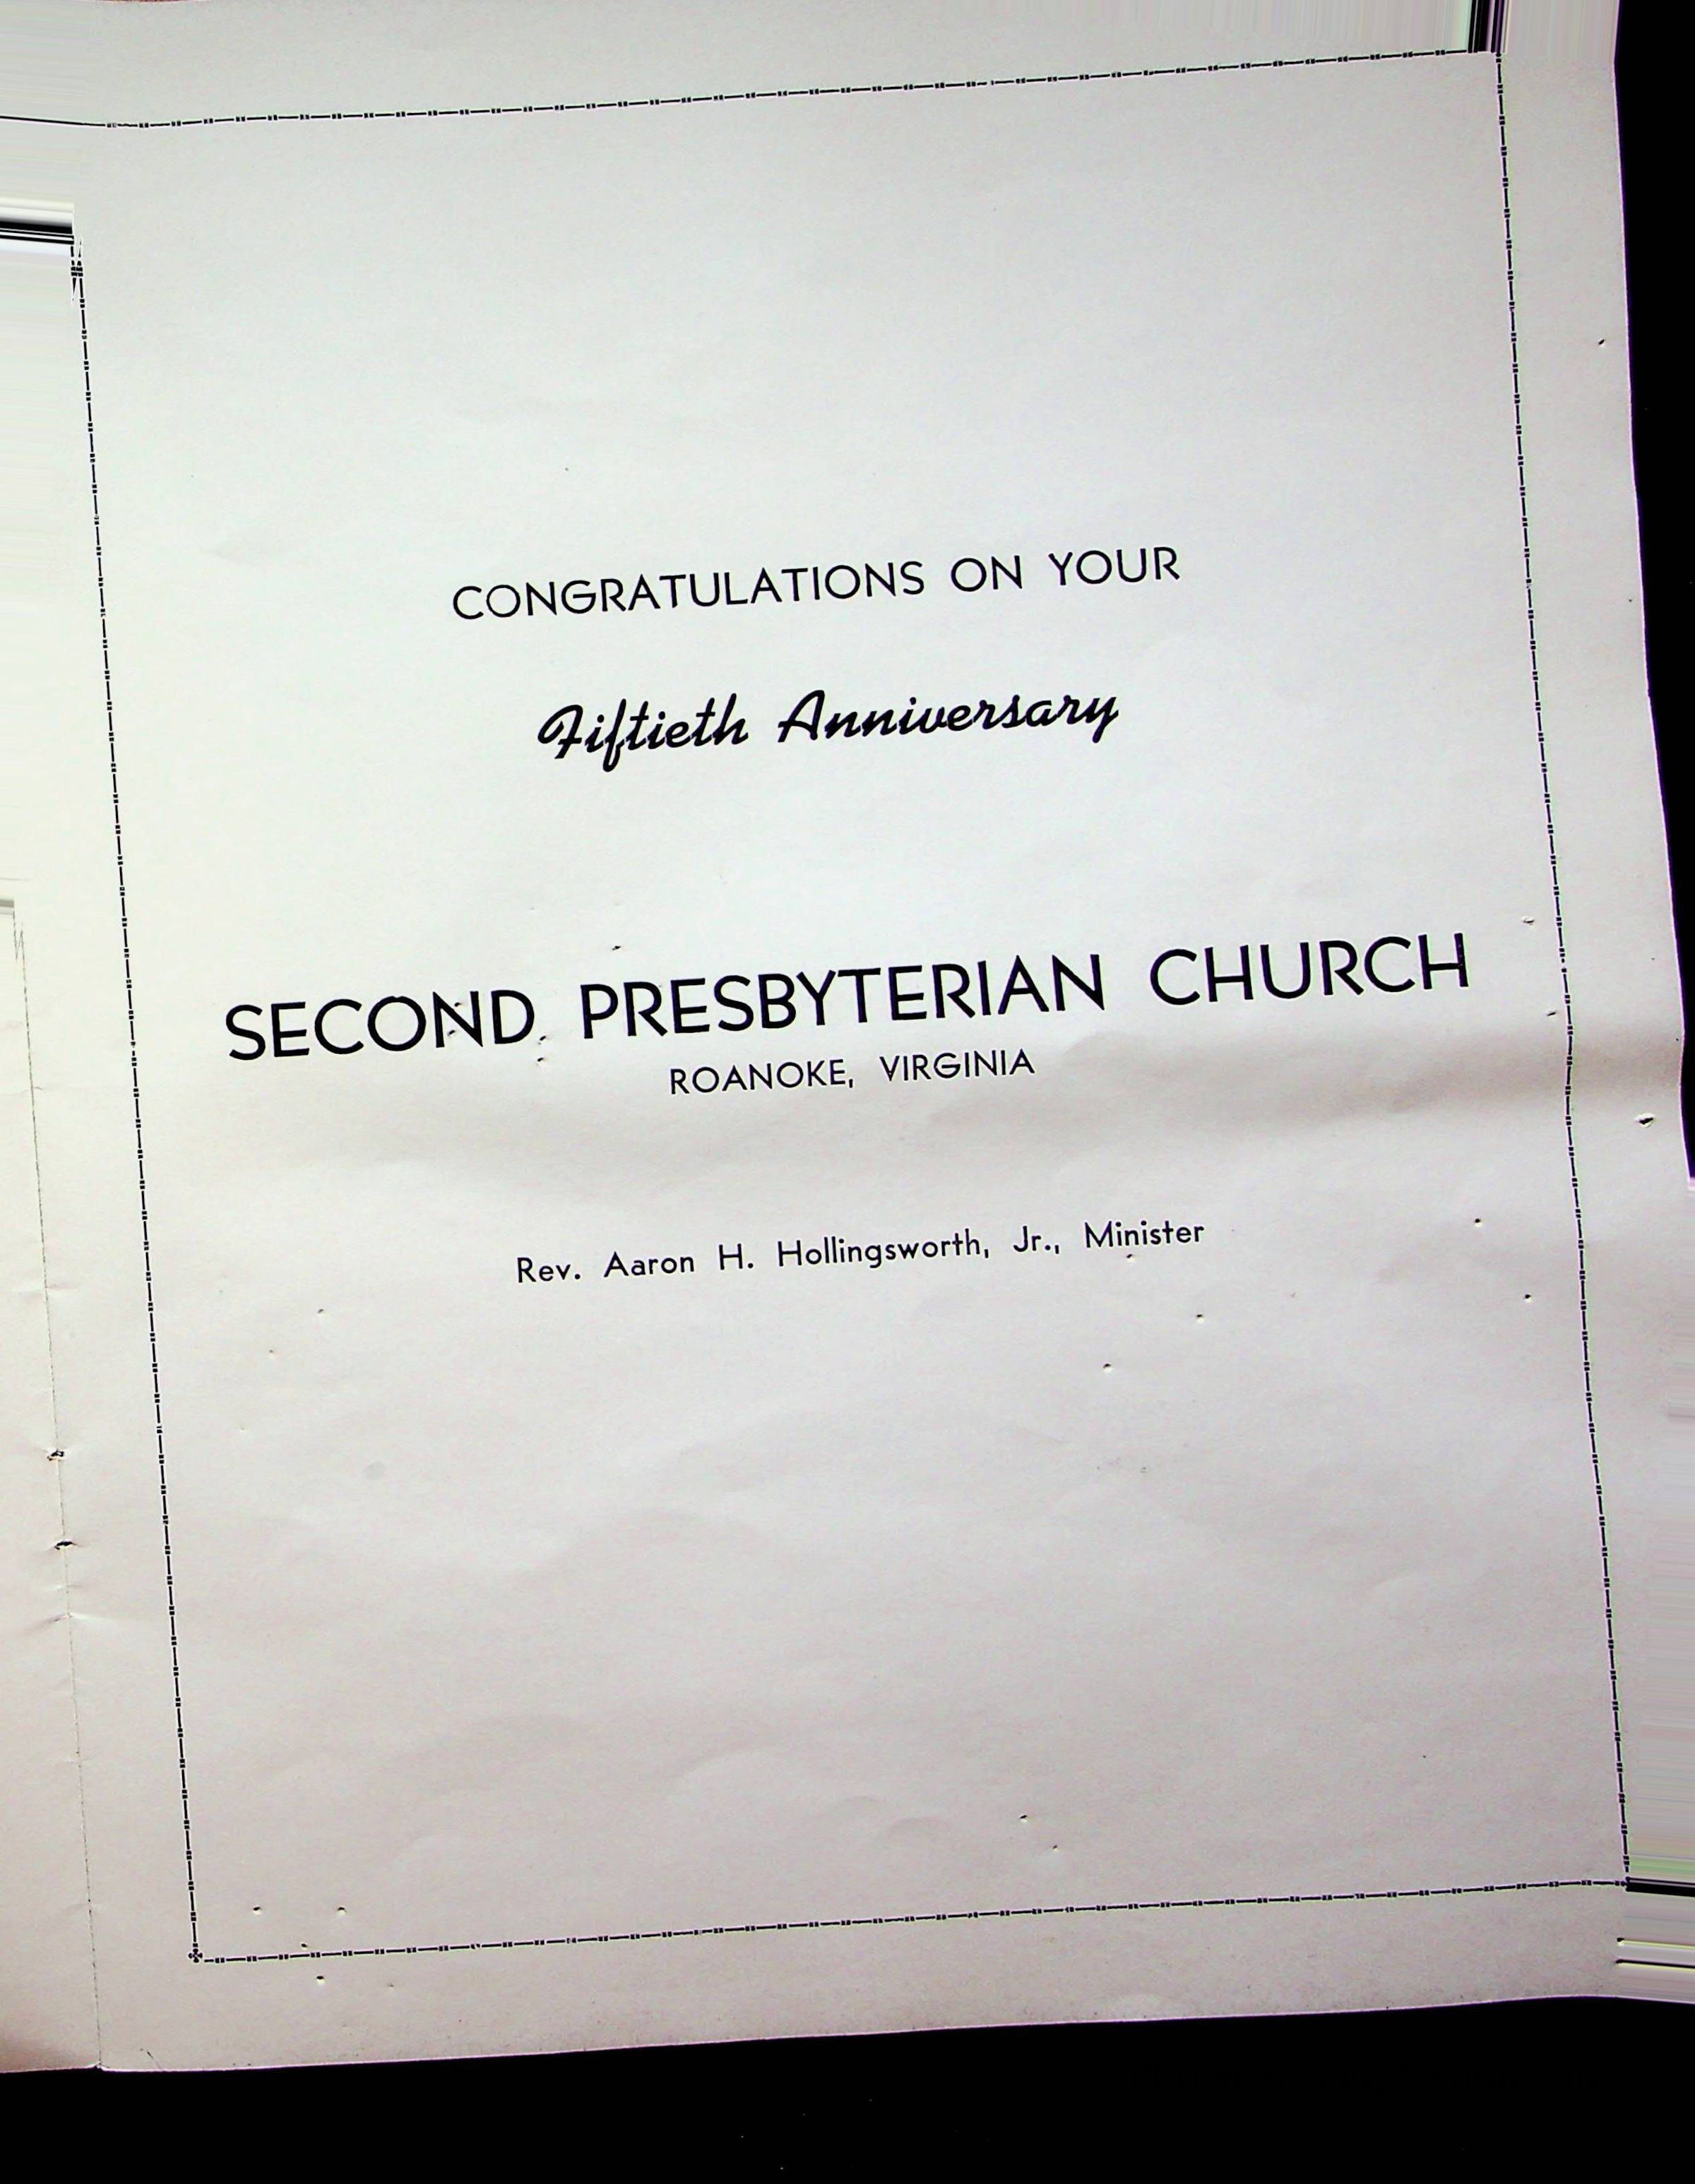 CONGRATULATIONS ON YOUR
Fiftieth Anniversary
SECOND PRESBYTERIAN CHURCH
ROANOKE, VIRGINIA
Rev. Aaron H. Hollingsworth, Jr., Minister